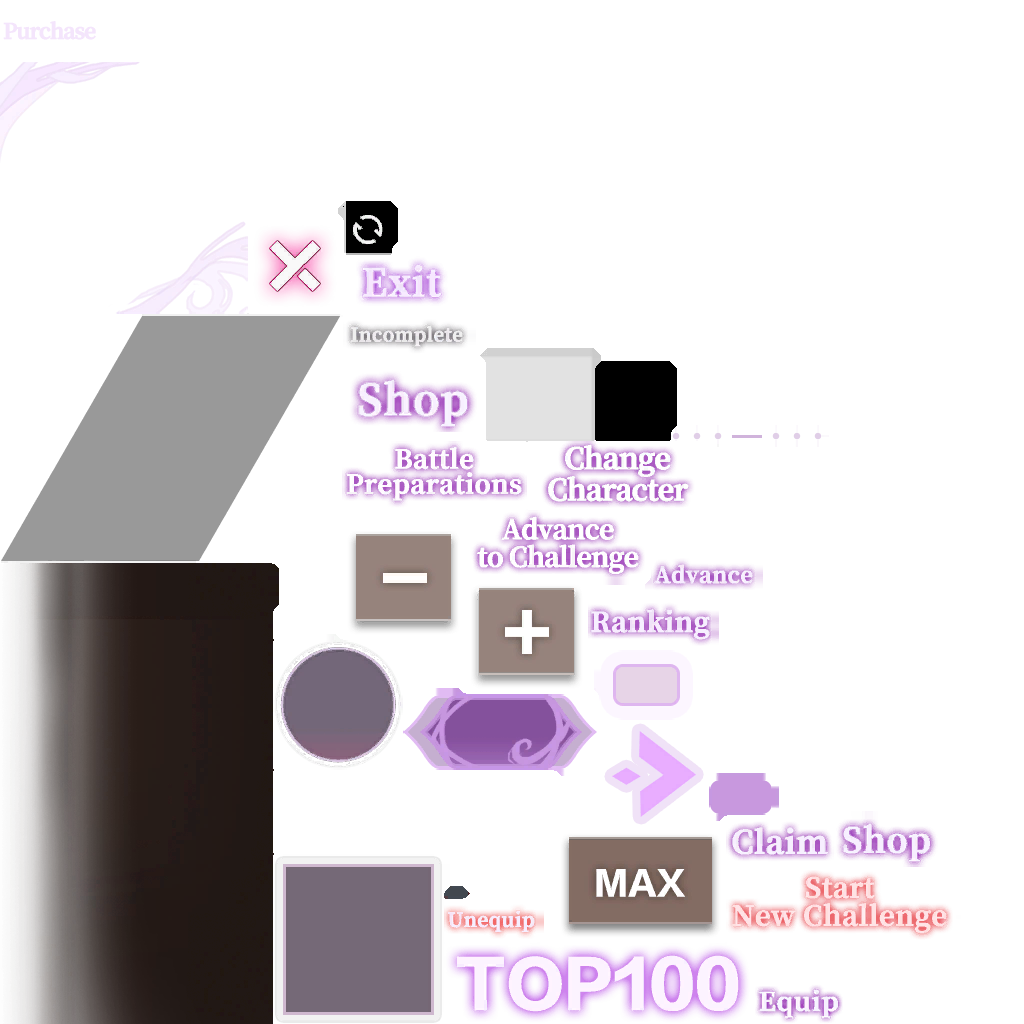 Purchase
Exit
Incomplete
Shop
Battle
Preparations
Change
Character
Advance
to Challenge
Advance
Ranking
MAX
Claim
Shop
Start
New Challenge
Unequip
TOP100
Equip